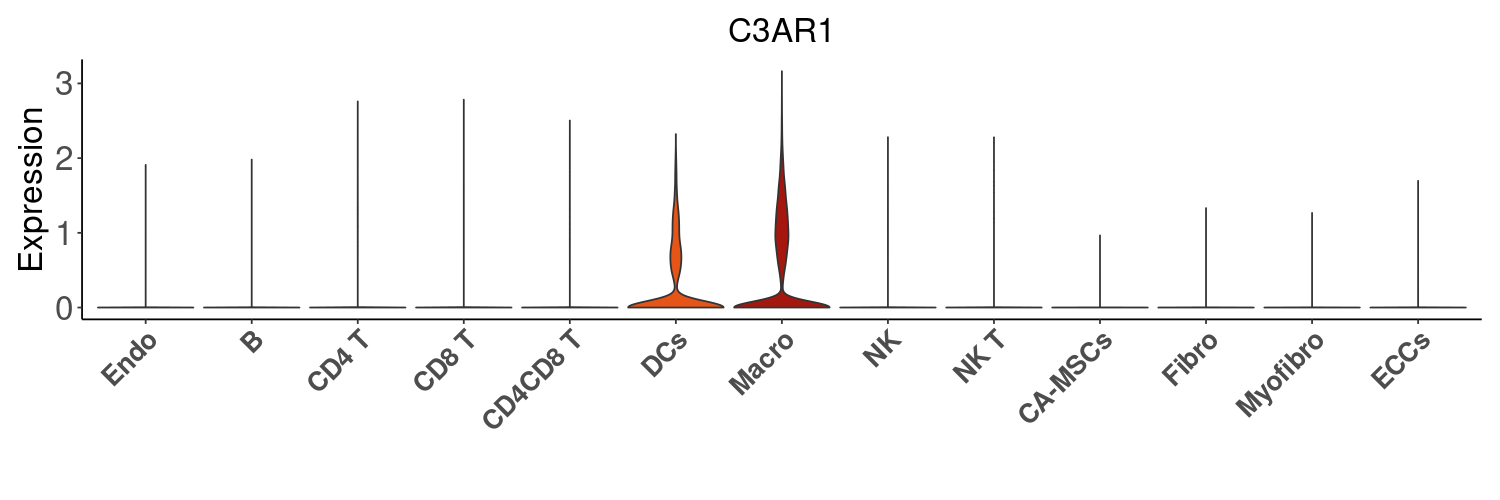 C3AR1
Expression
3
2
1
0
Endo
B
CD4 T
CD8 T
CD4CD8 T
DCs
Macro
NK
NK T
CA-MSCs
Fibro
Myofibro
ECCs